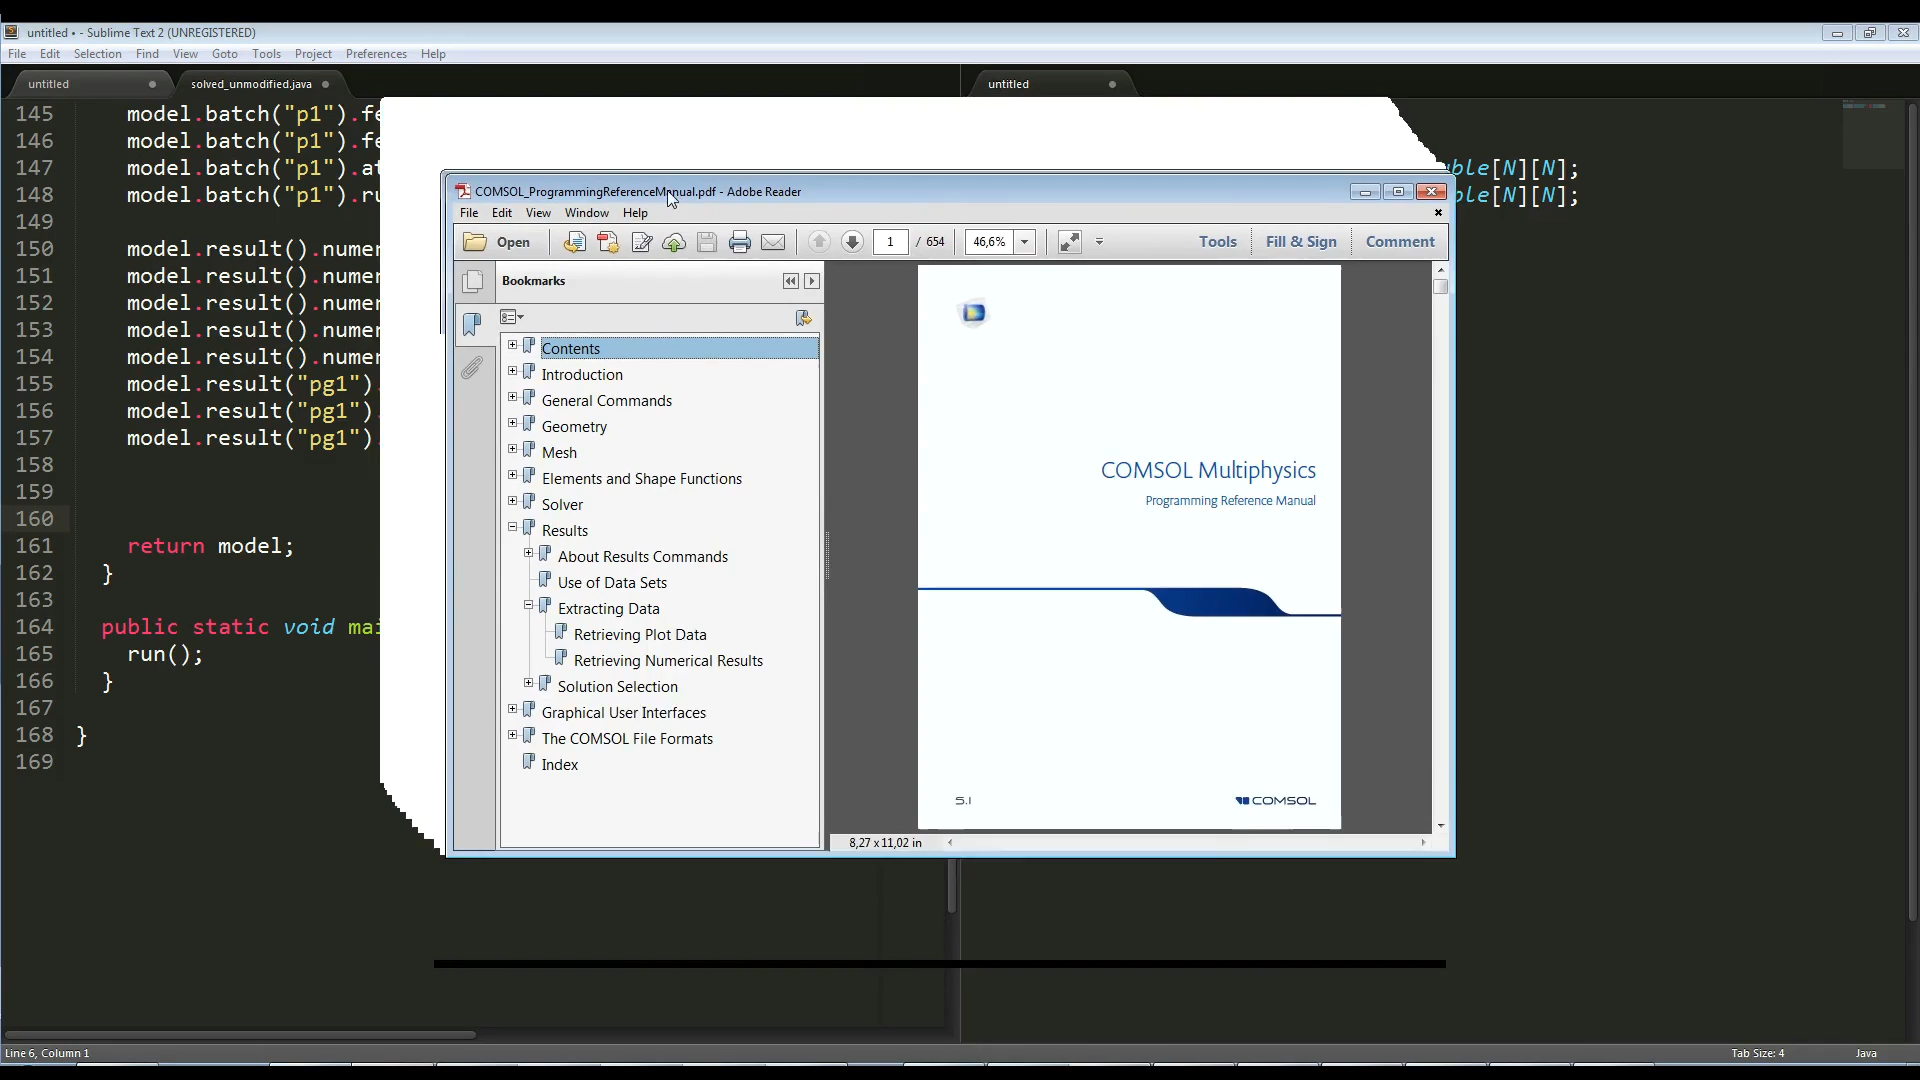 untitled • - Sublime Text 2 (UNREGISTERED)
File Edit Selection Find View Goto Tools Project Preferences Help
untitled
solved_unmodified.java
untitled
145 model.batch("p1").fe
146 model.batch("p1").fe
147 model.batch("p1").at
148 model.batch("p1").ru
149
150 model.result().numer
151 model.result().numer
152 model.result().numer
153 model.result().numer
154 model.result().numer
155 model.result("pg1").
156 model.result("pg1")
157 model.result("pg1")
158
159
160
161 return model;
162 }
163
164 public static void mai
165 run();
166 }
167
168 }
169
uble[N][N];
ble[N][N];
COMSOL_ProgrammingReferenceManual.pdf - Adobe Reader
File Edit View Window Help
Open
1 / 654
46,6%
Tools Fill & Sign Comment
Bookmarks
Contents
Introduction
General Commands
Geometry
Mesh
Elements and Shape Functions
Solver
Results
About Results Commands
Use of Data Sets
Extracting Data
Retrieving Plot Data
Retrieving Numerical Results
Solution Selection
Graphical User Interfaces
The COMSOL File Formats
Index
COMSOL Multiphysics
Programming Reference Manual
5.1
COMSOL
8,27 x 11,02 in
Line 6, Column 1
Tab Size: 4
Java